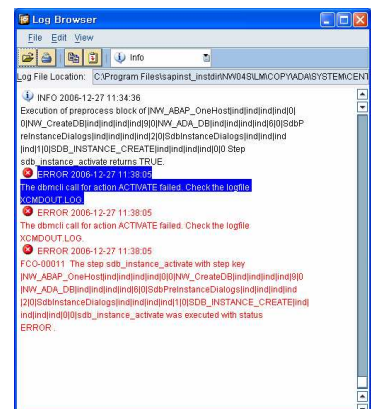 Log Browser
File Edit View
Info
Log File Location: C:\Program Files\sapinst_instdir\NW04S\LM\COPY\ADA\SYSTEM\CENT
INFO 2006-12-27 11:34:36
Execution of preprocess block of |NW_ABAP_OneHost|ind|ind|ind|ind|0|
0|NW_CreateDB|ind|ind|ind|ind|9|0|NW_ADA_DB|ind|ind|ind|ind|6|0|SdbP
reInstanceDialogs|ind|ind|ind|ind|2|0|SdbInstanceDialogs|ind|ind|ind
|ind|1|0|SDB_INSTANCE_CREATE|ind|ind|ind|ind|0|0 Step
sdb_instance_activate returns TRUE.
ERROR 2006-12-27 11:38:05
The dbmcli call for action ACTIVATE failed. Check the logfile
XCMDOUT.LOG.
ERROR 2006-12-27 11:38:05
The dbmcli call for action ACTIVATE failed. Check the logfile
XCMDOUT.LOG.
ERROR 2006-12-27 11:38:05
FCO-00011 The step sdb_instance_activate with step key
|NW_ABAP_OneHost|ind|ind|ind|ind|0|0|NW_CreateDB|ind|ind|ind|ind|9|0
|NW_ADA_DB|ind|ind|ind|ind|6|0|SdbPreInstanceDialogs|ind|ind|ind|ind
|2|0|SdbInstanceDialogs|ind|ind|ind|ind|1|0|SDB_INSTANCE_CREATE|ind|
ind|ind|ind|0|0|sdb_instance_activate was executed with status
ERROR .